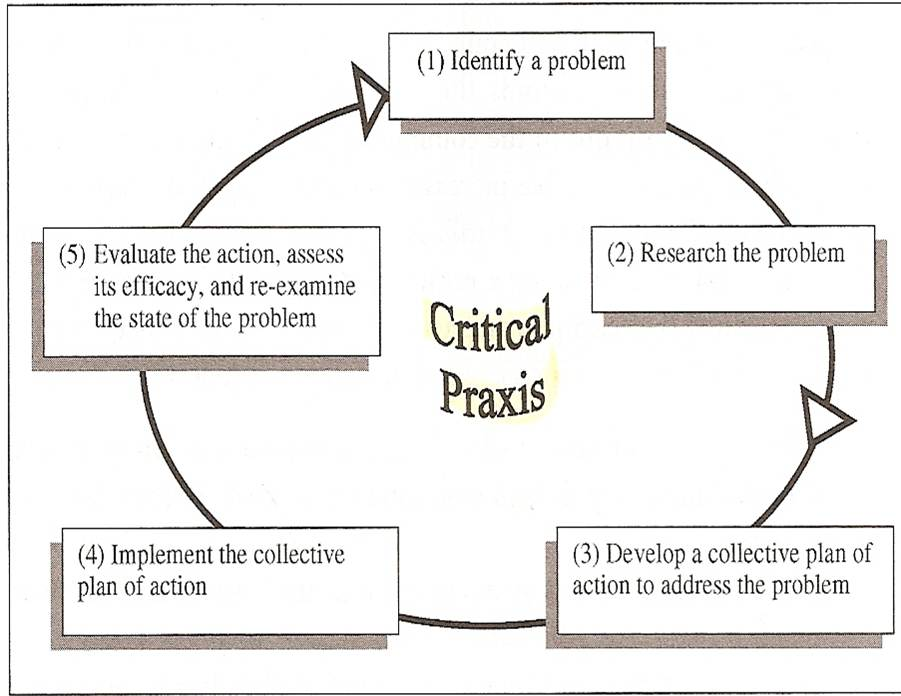 (1) Identify a problem
(2) Research the problem
(3) Develop a collective plan of
action to address the problem
(4) Implement the collective
plan of action
(5) Evaluate the action, assess
its efficacy, and re-examine
the state of the problem
Critical
Praxis